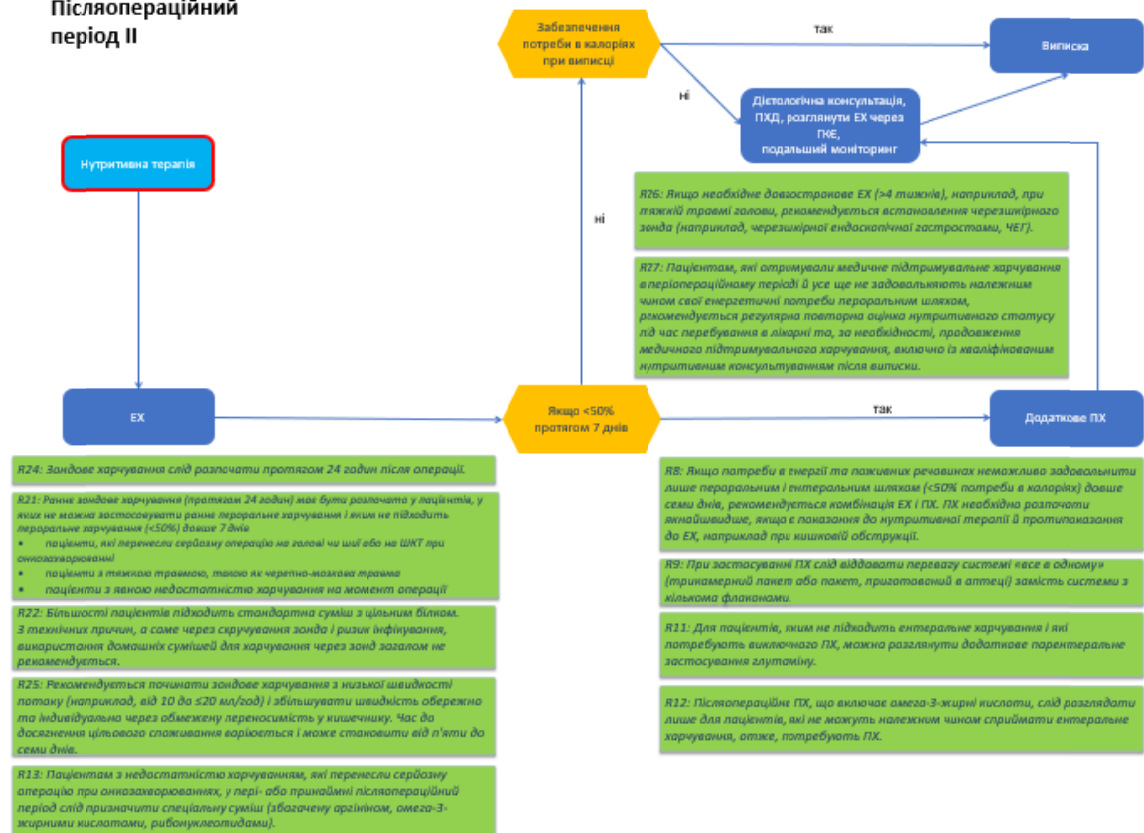 Післяопераційний
період II
Забезпечення
потреби в калоріях
при виписці
так
Виписка
ні
Дієтологічна консультація,
ПХД, розглянути ЕХ через
ГКЕ,
подальший моніторинг
Нутритивна терапія
ні
R26: Якщо необхідне довгострокове ЕХ (>4 тижнів), наприклад, при
тяжкій травмі голови, рекомендується встановлення черезшкірного
зонда (наприклад, черезшкірної ендоскопічної гастростоми, ЧЕГ).
R27: Пацієнтам, які отримували медичне підтримувальне харчування
в періопераційному періоді й усе ще не задовольняють належним
чином свої енергетичні потреби пероральним шляхом,
рекомендується регулярна повторна оцінка нутритивного статусу
під час перебування в лікарні та, за необхідності, продовження
медичного підтримувального харчування, включно із кваліфікованим
нутритивним консультуванням після виписки.
ЕХ
Якщо <50%
протягом 7 днів
так
Додаткове ПХ
R24: Зондове харчування слід розпочати протягом 24 годин після операції.
R21: Раннє зондове харчування (протягом 24 годин) має бути розпочато у пацієнтів, у
яких не можна застосовувати раннє пероральне харчування і яким не підходить
пероральне харчування (<50%) довше 7 днів
• пацієнти, які перенесли серйозну операцію на голові чи шиї або на ШКТ при
онкозахворюванні
• пацієнти з тяжкою травмою, такою як черепно-мозкова травма
• пацієнти з явною недостатністю харчування на момент операції
R22: Більшості пацієнтів підходить стандартна суміш з цільним білком.
З технічних причин, а саме через скручування зонда і ризик інфікування,
використання домашніх сумішей для харчування через зонд загалом не
рекомендується.
R25: Рекомендується починати зондове харчування з низької швидкості
потоку (наприклад, від 10 до ≤20 мл/год) і збільшувати швидкість обережно
та індивідуально через обмежену переносимість у кишечнику. Час до
досягнення цільового споживання варіюється і може становити від п'яти до
семи днів.
R13: Пацієнтам з недостатністю харчуванням, які перенесли серйозну
операцію при онкозахворюваннях, у пері- або принаймні післяопераційний
період слід призначити спеціальну суміш (збагачену аргініном, омега-3-
жирними кислотами, рибонуклеотидами).
R8: Якщо потреби в енергії та поживних речовинах неможливо задовольнити
лише пероральним і ентеральним шляхом (<50% потреби в калоріях) довше
семи днів, рекомендується комбінація ЕХ і ПХ. ПХ необхідно розпочати
якнайшвидше, якщо є показання до нутритивної терапії й протипоказання
до ЕХ, наприклад при кишковій обструкції.
R9: При застосуванні ПХ слід віддавати перевагу системі «все в одному»
(трикамерний пакет або пакет, приготований в аптеці) замість системи з
кількома флаконами.
R11: Для пацієнтів, яким не підходить ентеральне харчування і які
потребують виключного ПХ, можна розглянути додаткове парентеральне
застосування глутаміну.
R12: Післяопераційне ПХ, що включає омега-3-жирні кислоти, слід розглядати
лише для пацієнтів, які не можуть належним чином сприймати ентеральне
харчування, отже, потребують ПХ.